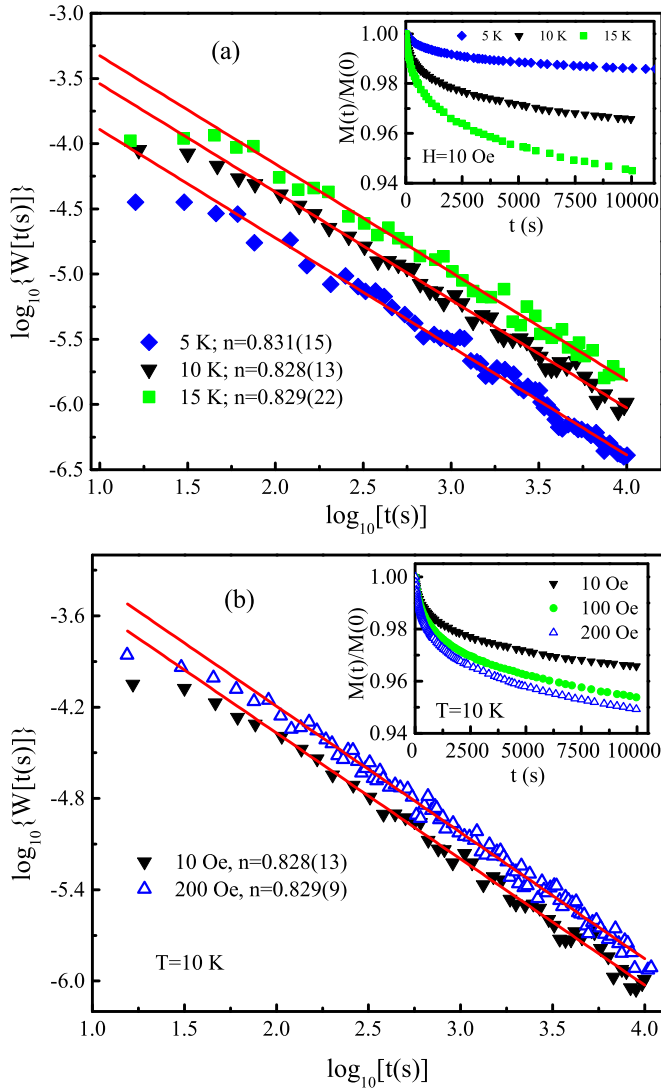 (a)
-3.0
-3.5
-4.0
-4.5
-5.0
-5.5
-6.0
-6.5
log10{W[t(s)]}
1.0 1.5 2.0 2.5 3.0 3.5 4.0
log10[t(s)]
5 K; n=0.831(15)
10 K; n=0.828(13)
15 K; n=0.829(22)
1.00
0.98
0.96
0.94
M(t)/M(0)
5 K 10 K 15 K
H=10 Oe
0 2500 5000 7500 10000
t (s)
(b)
-3.6
-4.2
-4.8
-5.4
-6.0
log10{W[t(s)]}
1.0 1.5 2.0 2.5 3.0 3.5 4.0
log10[t(s)]
10 Oe, n=0.828(13)
200 Oe, n=0.829(9)
T=10 K
1.00
0.98
0.96
0.94
M(t)/M(0)
10 Oe
100 Oe
200 Oe
T=10 K
0 2500 5000 7500 10000
t (s)